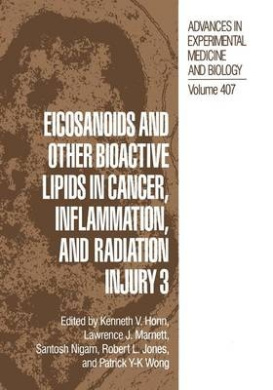 ADVANCES IN
EXPERIMENTAL
MEDICINE
AND BIOLOGY
Volume 407
EICOSANOIDS AND
OTHER BIOACTIVE
LIPIDS IN CANCER,
INFLAMMATION,
AND RADIATION
INJURY 3
Edited by Kenneth V. Honn,
Lawrence J. Marnett,
Santosh Nigam, Robert L. Jones,
and Patrick Y-K Wong